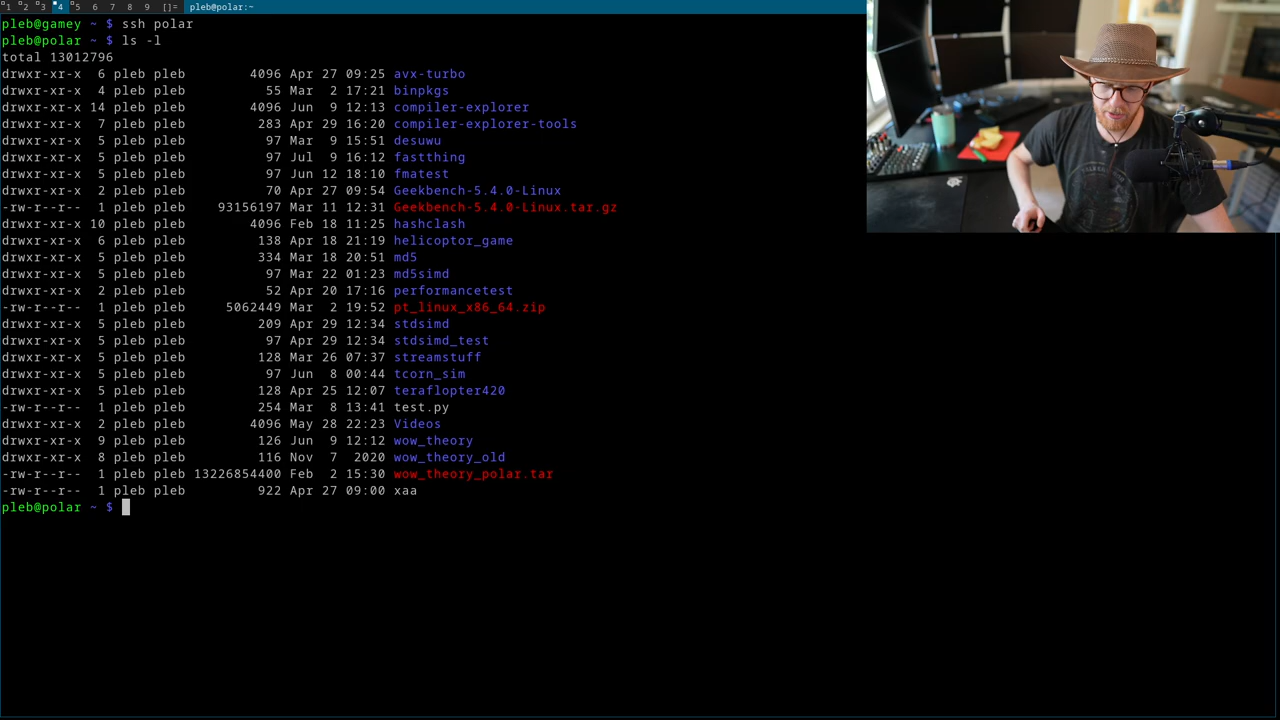 1 2 3 4 5 6 7 8 9 []= pleb@polar:~
pleb@gamey ~ $ ssh polar
pleb@polar ~ $ ls -l
total 13012796
drwxr-xr-x 6 pleb pleb 4096 Apr 27 09:25 avx-turbo
drwxr-xr-x 4 pleb pleb 55 Mar 2 17:21 binpkgs
drwxr-xr-x 14 pleb pleb 4096 Jun 9 12:13 compiler-explorer
drwxr-xr-x 7 pleb pleb 283 Apr 29 16:20 compiler-explorer-tools
drwxr-xr-x 5 pleb pleb 97 Mar 9 15:51 desuwu
drwxr-xr-x 5 pleb pleb 97 Jul 9 16:12 fastthing
drwxr-xr-x 5 pleb pleb 97 Jun 12 18:10 fmatest
drwxr-xr-x 2 pleb pleb 70 Apr 27 09:54 Geekbench-5.4.0-Linux
-rw-r--r-- 1 pleb pleb 93156197 Mar 11 12:31 Geekbench-5.4.0-Linux.tar.gz
drwxr-xr-x 10 pleb pleb 4096 Feb 18 11:25 hashclash
drwxr-xr-x 6 pleb pleb 138 Apr 18 21:19 helicoptor_game
drwxr-xr-x 5 pleb pleb 334 Mar 18 20:51 md5
drwxr-xr-x 5 pleb pleb 97 Mar 22 01:23 md5simd
drwxr-xr-x 2 pleb pleb 52 Apr 20 17:16 performancetest
-rw-r--r-- 1 pleb pleb 5062449 Mar 2 19:52 pt_linux_x86_64.zip
drwxr-xr-x 5 pleb pleb 209 Apr 29 12:34 stdsimd
drwxr-xr-x 5 pleb pleb 97 Apr 29 12:34 stdsimd_test
drwxr-xr-x 5 pleb pleb 128 Mar 26 07:37 streamstuff
drwxr-xr-x 5 pleb pleb 97 Jun 8 00:44 tcorn_sim
drwxr-xr-x 5 pleb pleb 128 Apr 25 12:07 teraflopter420
-rw-r--r-- 1 pleb pleb 254 Mar 8 13:41 test.py
drwxr-xr-x 2 pleb pleb 4096 May 28 22:23 Videos
drwxr-xr-x 9 pleb pleb 126 Jun 9 12:12 wow_theory
drwxr-xr-x 8 pleb pleb 116 Nov 7 2020 wow_theory_old
-rw-r--r-- 1 pleb pleb 13226854400 Feb 2 15:30 wow_theory_polar.tar
-rw-r--r-- 1 pleb pleb 922 Apr 27 09:00 xaa
pleb@polar ~ $